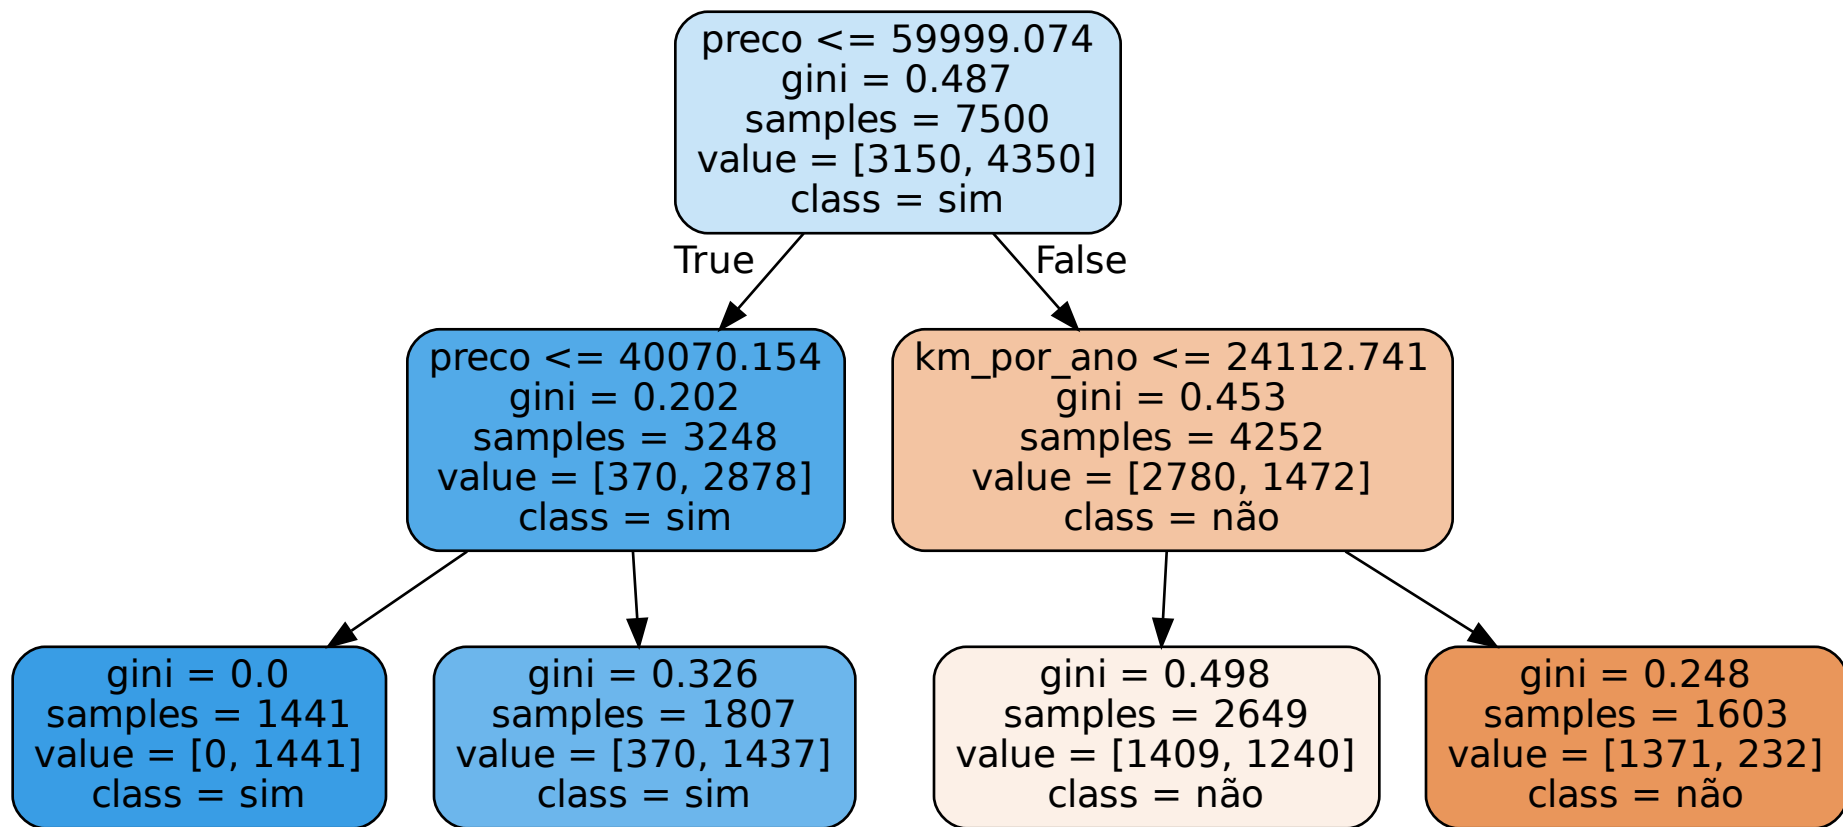 preco <= 59999.074
gini = 0.487
samples = 7500
value = [3150, 4350]
class = sim
True
False
preco <= 40070.154
gini = 0.202
samples = 3248
value = [370, 2878]
class = sim
km_por_ano <= 24112.741
gini = 0.453
samples = 4252
value = [2780, 1472]
class = não
gini = 0.0
samples = 1441
value = [0, 1441]
class = sim
gini = 0.326
samples = 1807
value = [370, 1437]
class = sim
gini = 0.498
samples = 2649
value = [1409, 1240]
class = não
gini = 0.248
samples = 1603
value = [1371, 232]
class = não